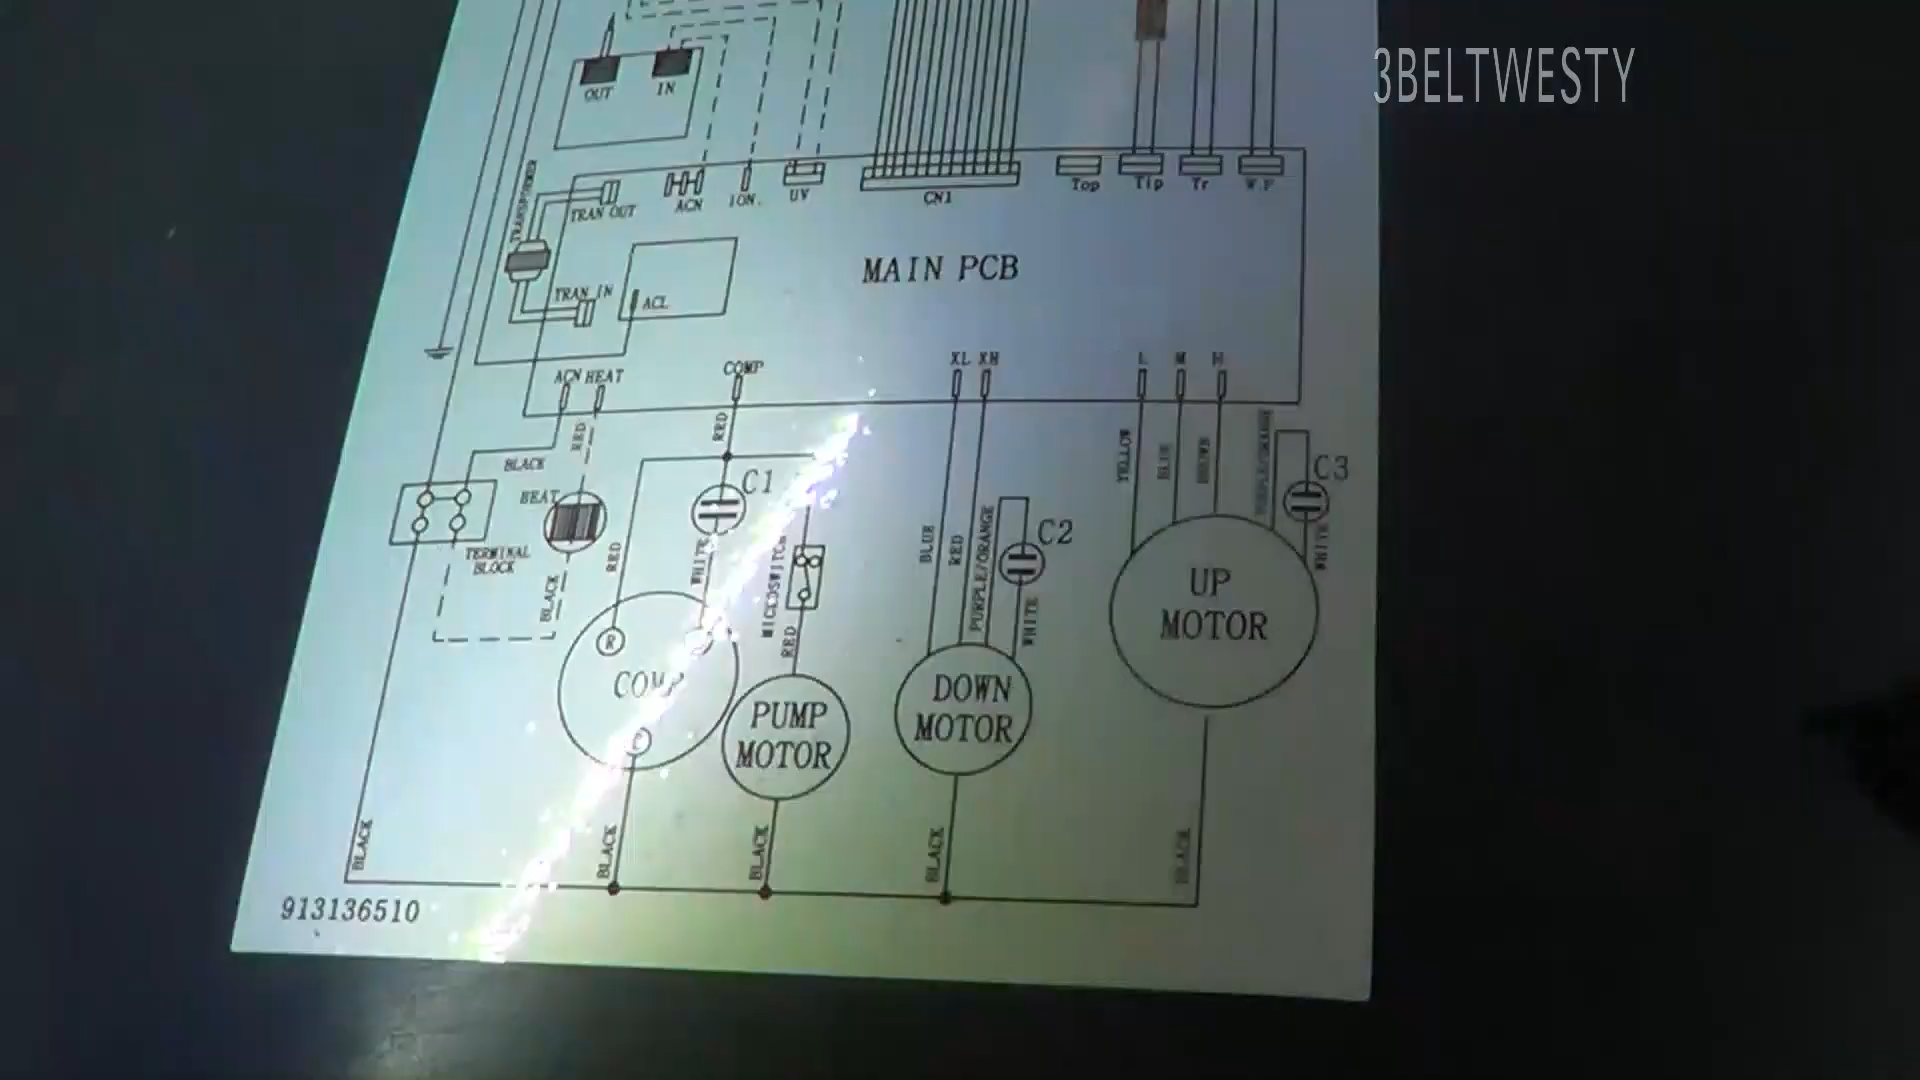 3BELTWESTY
OUT
IN
TRANSFORMER
TRAN OUT
ACN
ION.
UV
CN1
Top
Tip
Tr
W.P
MAIN PCB
TRAN IN
ACL
ACN
HEAT
COMP
XL
XH
L
M
H
RED
RED
BLACK
YELLOW
BLUE
BROWN
PURPLE/ORANGE
C3
HEAT
C1
TERMINAL
BLOCK
BLACK
RED
WHITE
MICROSWITCH
RED
BLUE
RED
PURPLE/ORANGE
C2
WHITE
WHITE
UP
MOTOR
R
COMP
PUMP
MOTOR
DOWN
MOTOR
BLACK
BLACK
BLACK
BLACK
BLACK
913136510